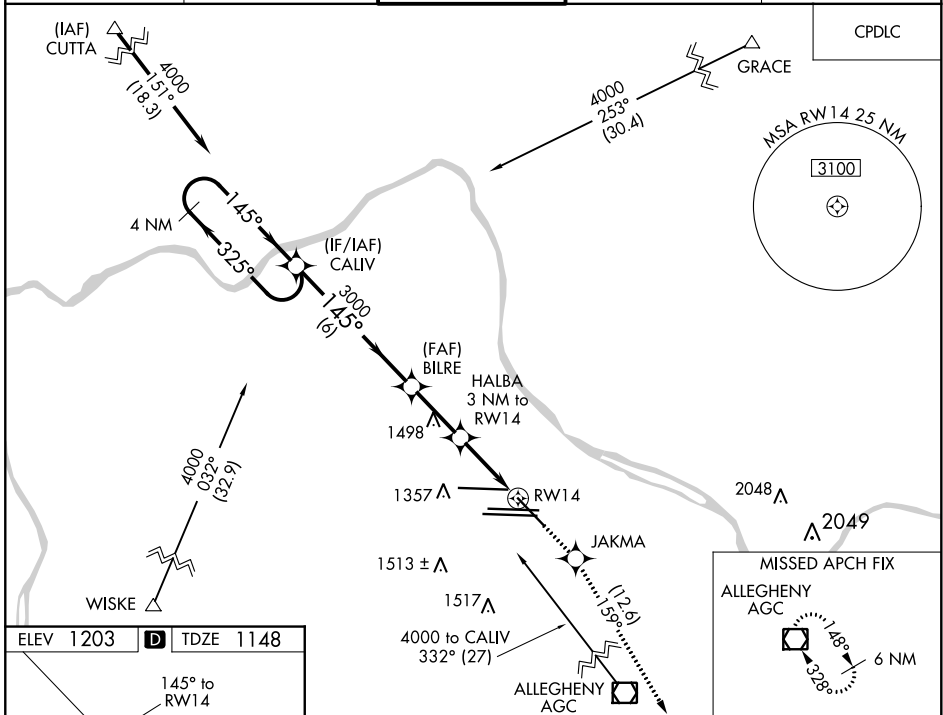 (IAF)
CUTTA
4000
151°
(18.3)
GRACE
4000
253°
(30.4)
CPDLC
MSA RW14 25 NM
3100
4 NM
145°
325°
(IF/IAF)
CALIV
3000
145°
(6)
(FAF)
BILRE
HALBA
3 NM to
RW14
1498
1357
RW14
2048
2049
JAKMA
1513 ±
1517
4000
032°
(32.9)
WISKE
(12.6)
159°
4000 to CALIV
332° (27)
ALLEGHENY
AGC
MISSED APCH FIX
ALLEGHENY
AGC
148°
328°
6 NM
ELEV 1203 D TDZE 1148
145° to
RW14